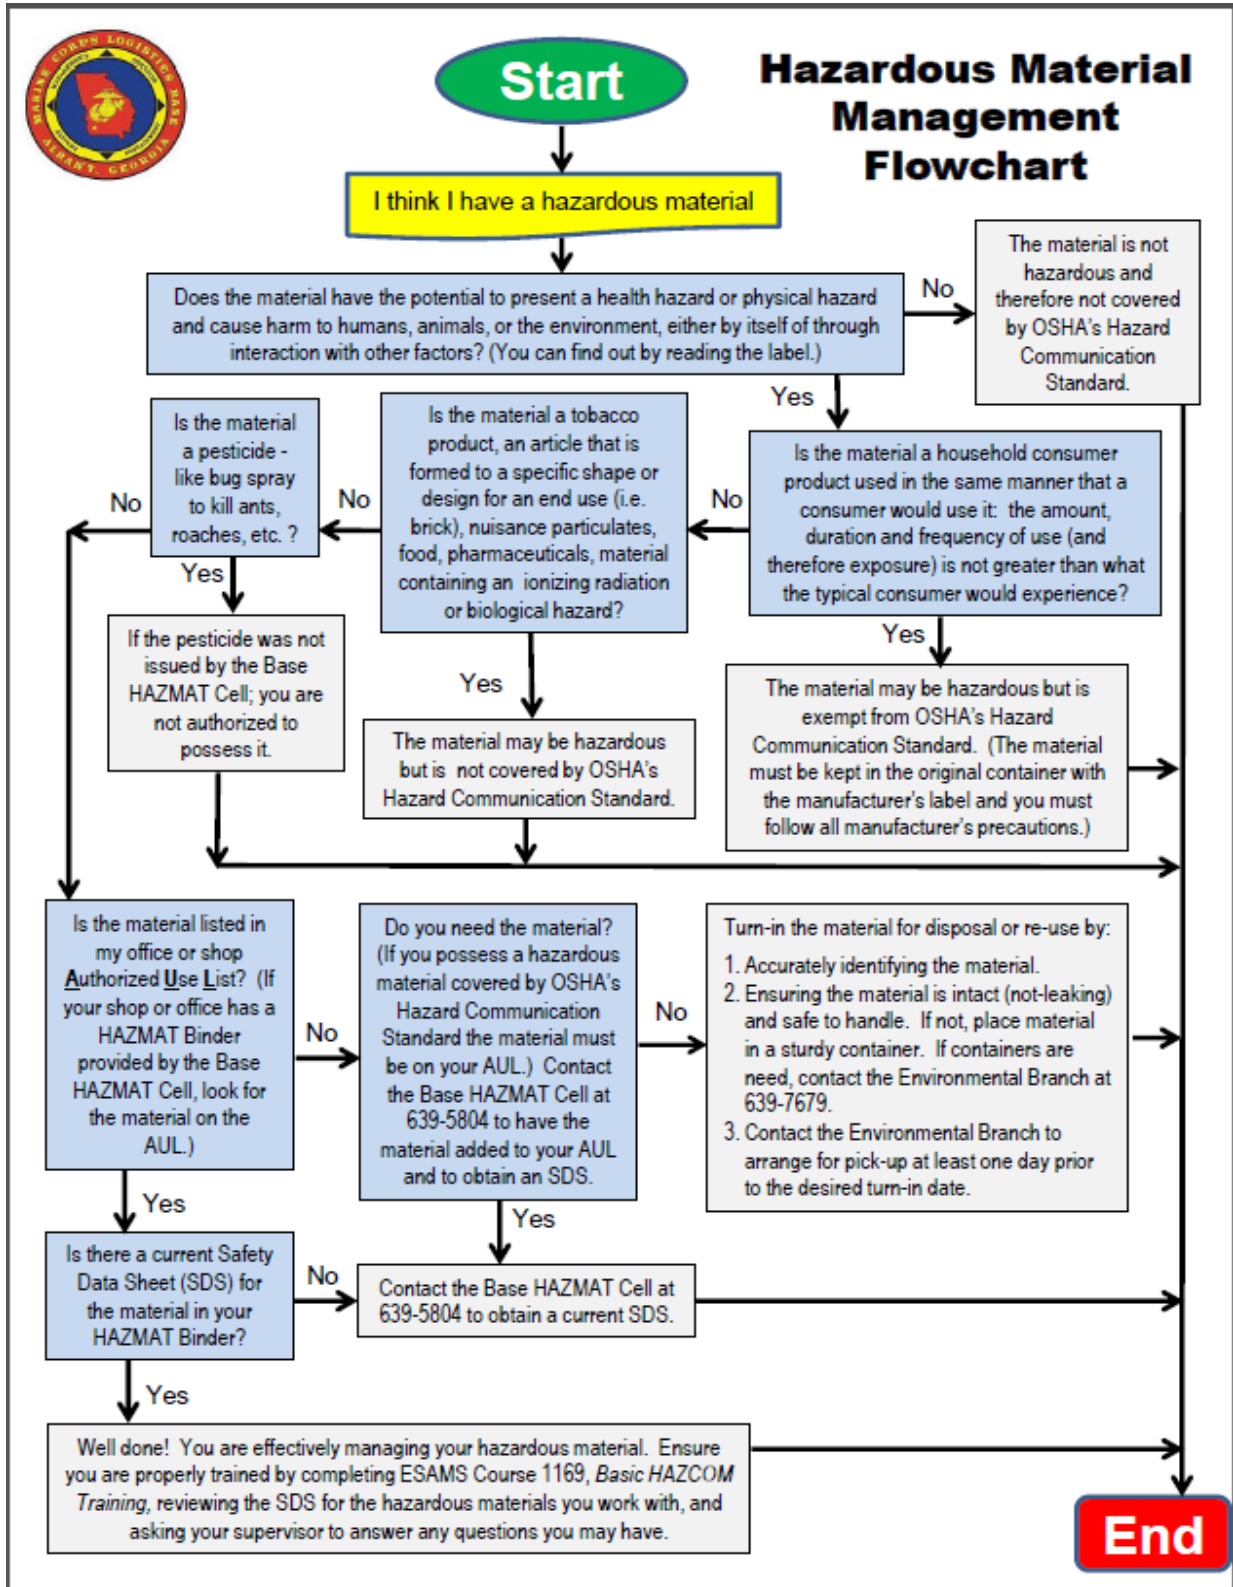 MARINE CORPS LOGISTICS BASE
ALBANY, GEORGIA
Start
Hazardous Material
Management
Flowchart
I think I have a hazardous material
The material is not
hazardous and
therefore not covered
by OSHA's Hazard
Communication
Standard.
No
Does the material have the potential to present a health hazard or physical hazard
and cause harm to humans, animals, or the environment, either by itself of through
interaction with other factors? (You can find out by reading the label.)
Yes
Is the material a household consumer
product used in the same manner that a
consumer would use it: the amount,
duration and frequency of use (and
therefore exposure) is not greater than what
the typical consumer would experience?
No
Is the material a tobacco
product, an article that is
formed to a specific shape or
design for an end use (i.e.
brick), nuisance particulates,
food, pharmaceuticals, material
containing an ionizing radiation
or biological hazard?
No
Is the material
a pesticide -
like bug spray
to kill ants,
roaches, etc. ?
No
Yes
If the pesticide was not
issued by the Base
HAZMAT Cell; you are
not authorized to
possess it.
Yes
The material may be hazardous
but is not covered by OSHA's
Hazard Communication Standard.
Yes
The material may be hazardous but is
exempt from OSHA's Hazard
Communication Standard. (The material
must be kept in the original container with
the manufacturer's label and you must
follow all manufacturer's precautions.)
Is the material listed in
my office or shop
Authorized Use List? (If
your shop or office has a
HAZMAT Binder
provided by the Base
HAZMAT Cell, look for
the material on the
AUL.)
No
Do you need the material?
(If you possess a hazardous
material covered by OSHA's
Hazard Communication
Standard the material must
be on your AUL.) Contact
the Base HAZMAT Cell at
639-5804 to have the
material added to your AUL
and to obtain an SDS.
No
Turn-in the material for disposal or re-use by:
1. Accurately identifying the material.
2. Ensuring the material is intact (not-leaking)
and safe to handle. If not, place material
in a sturdy container. If containers are
need, contact the Environmental Branch at
639-7679.
3. Contact the Environmental Branch to
arrange for pick-up at least one day prior
to the desired turn-in date.
Yes
Yes
Is there a current Safety
Data Sheet (SDS) for
the material in your
HAZMAT Binder?
No
Contact the Base HAZMAT Cell at
639-5804 to obtain a current SDS.
Yes
Well done! You are effectively managing your hazardous material. Ensure
you are properly trained by completing ESAMS Course 1169, Basic HAZCOM
Training, reviewing the SDS for the hazardous materials you work with, and
asking your supervisor to answer any questions you may have.
End